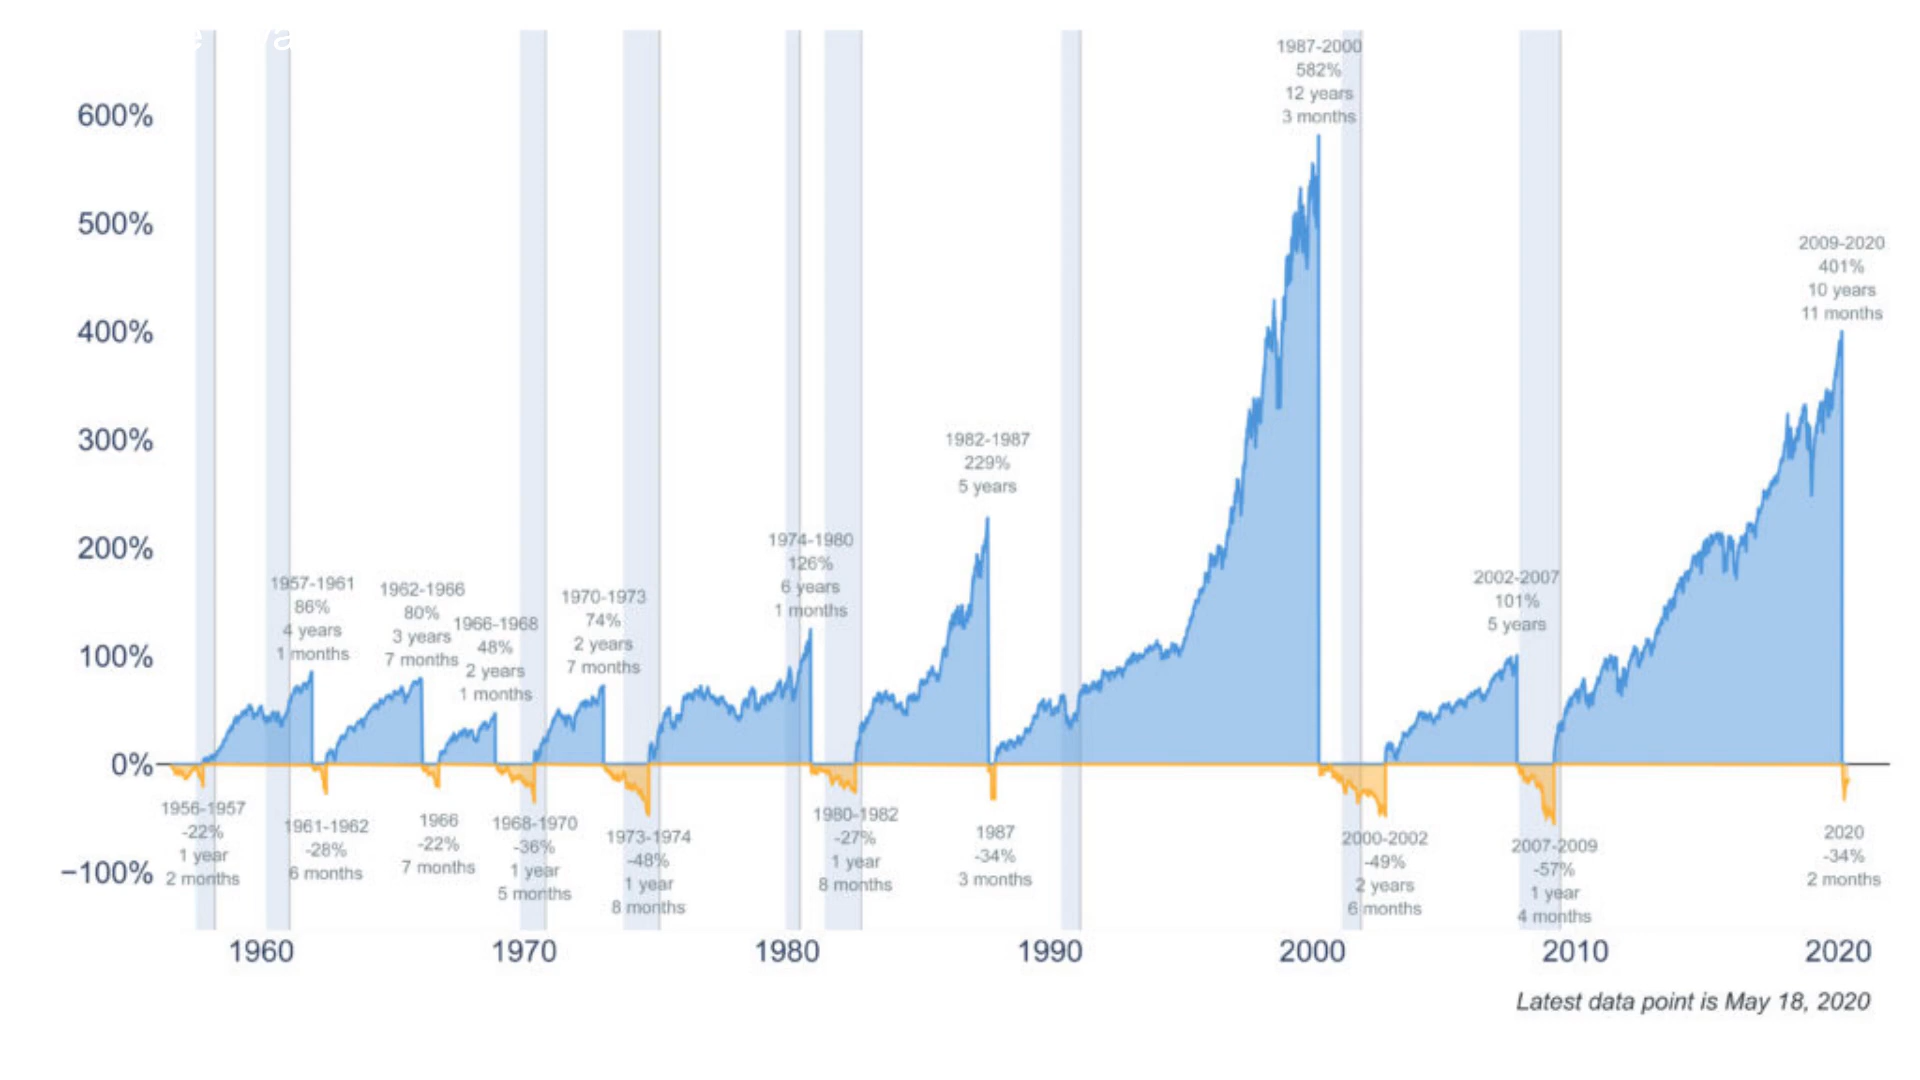 1987-2000
582%
12 years
3 months
600%
500%
2009-2020
401%
10 years
11 months
400%
300%
1982-1987
229%
5 years
200%
1974-1980
126%
6 years
1 months
1957-1961
86%
4 years
1 months
1962-1966
80%
3 years
7 months
1966-1968
48%
2 years
1 months
1970-1973
74%
2 years
7 months
2002-2007
101%
5 years
100%
0%
1956-1957
-22%
1 year
2 months
1961-1962
-28%
6 months
1966
-22%
7 months
1968-1970
-36%
1 year
5 months
1973-1974
-48%
1 year
8 months
1980-1982
-27%
1 year
8 months
1987
-34%
3 months
2000-2002
-49%
2 years
6 months
2007-2009
-57%
1 year
4 months
2020
-34%
2 months
−100%
1960 1970 1980 1990 2000 2010 2020
Latest data point is May 18, 2020